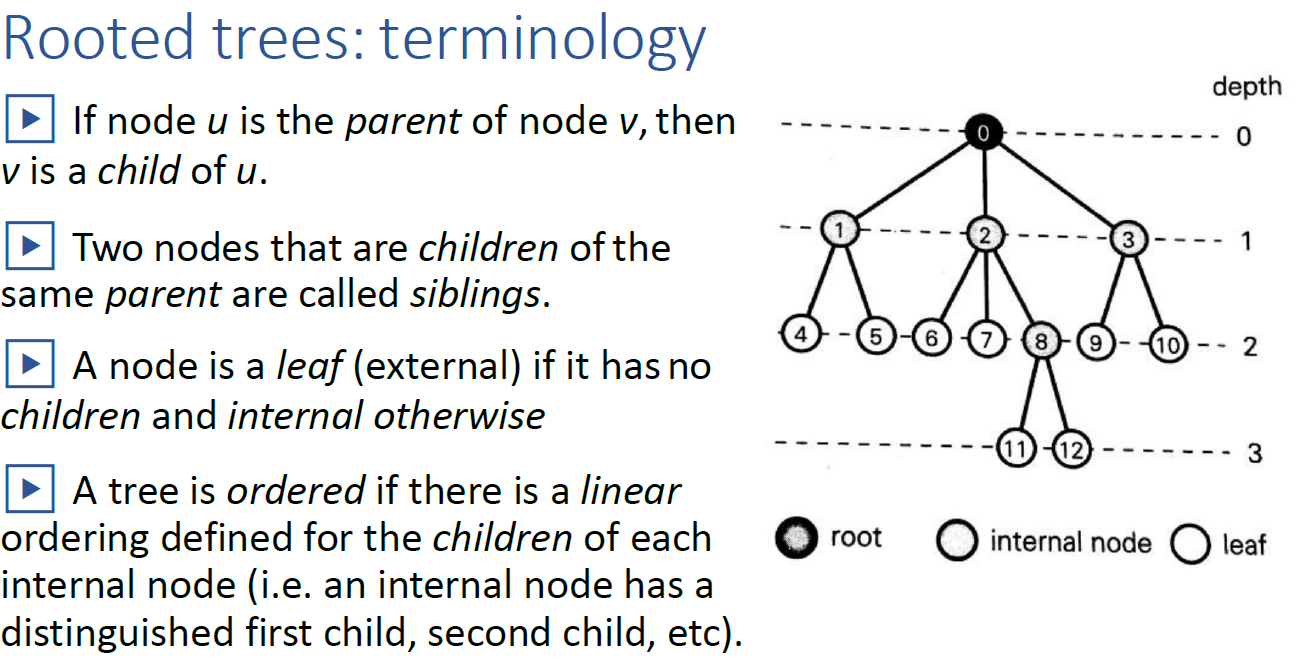 Rooted trees: terminology
If node u is the parent of node v, then
v is a child of u.
Two nodes that are children of the
same parent are called siblings.
A node is a leaf (external) if it has no
children and internal otherwise
A tree is ordered if there is a linear
ordering defined for the children of each
internal node (i.e. an internal node has a
distinguished first child, second child, etc).
depth
0 0
1 2 3 1
4 5 6 7 8 9 10 2
11 12 3
root internal node leaf